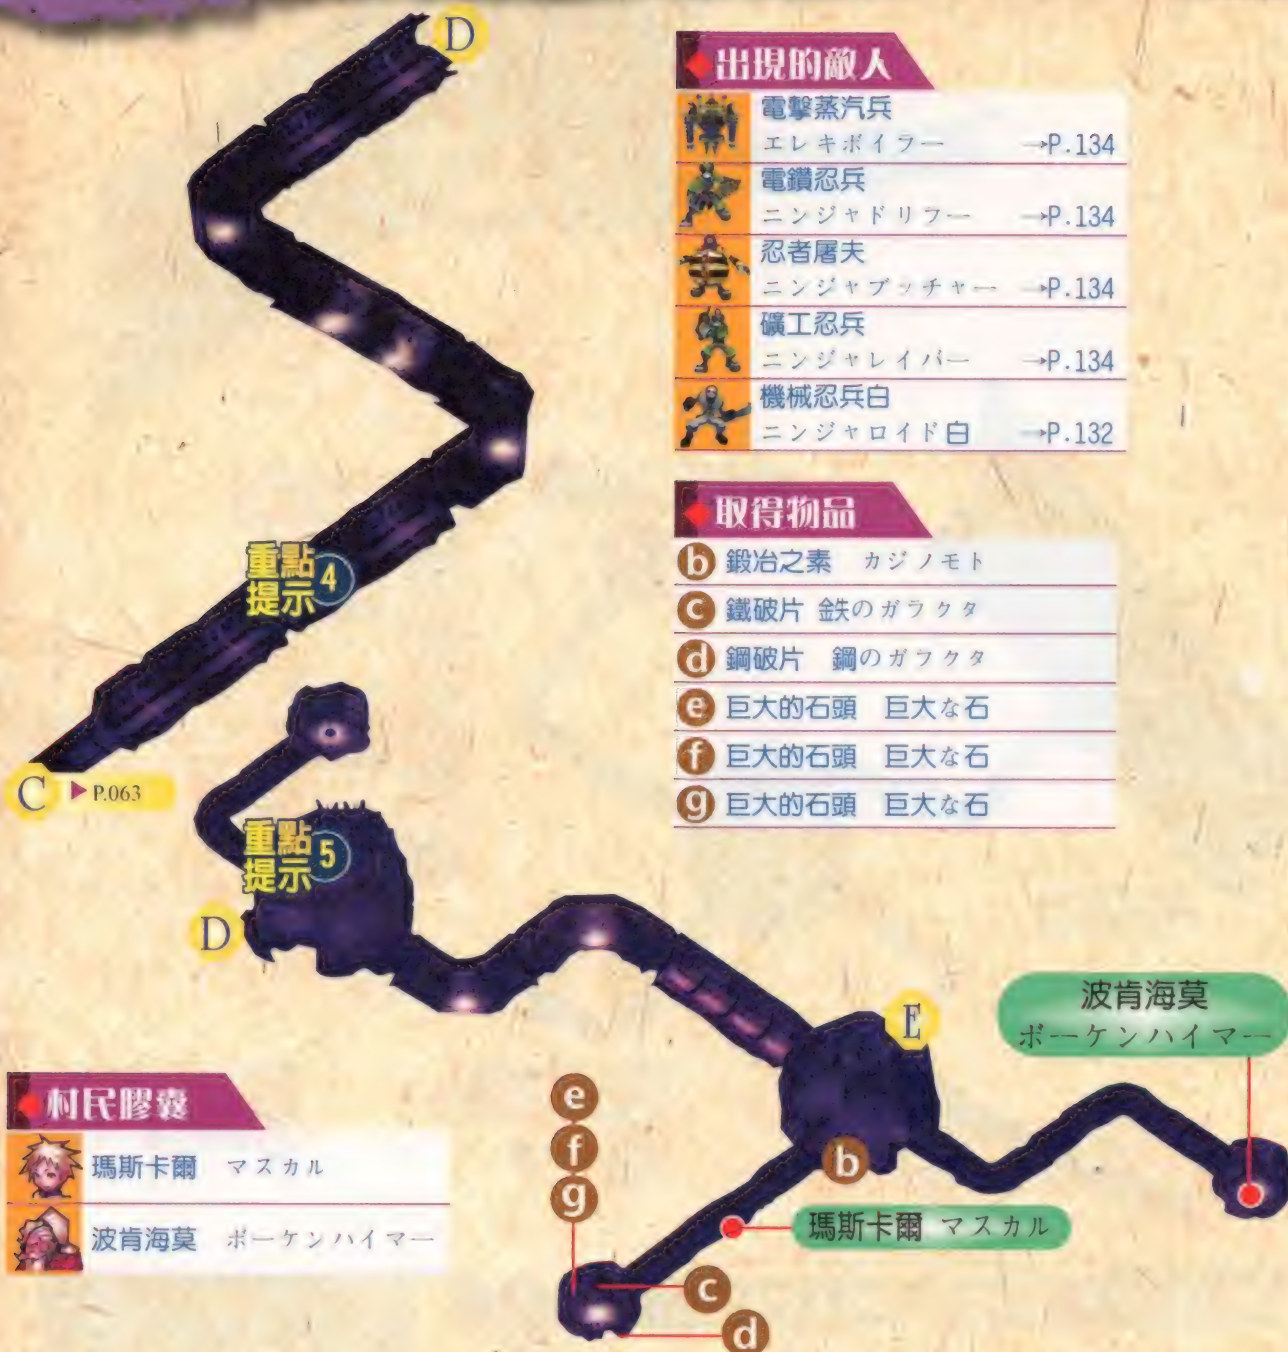 D
出現的敵人
電擊蒸汽兵
エレキボイラー →P.134
電鑽忍兵
ニンジャドリフー →P.134
忍者屠夫
ニンジャブッチャー →P.134
礦工忍兵
ニンジャレイバー →P.134
機械忍兵白
ニンジャロイド白 →P.132
取得物品
b 鍛冶之素 カジノモト
c 鐵破片 鉄のガラクタ
d 鋼破片 鋼のガラクタ
e 巨大的石頭 巨大な石
f 巨大的石頭 巨大な石
g 巨大的石頭 巨大な石
重點
提示 4
C ▶ P.063
重點
提示 5
D
E
波肯海莫
ボーケンハイマー
村民膠囊
瑪斯卡爾 マスカル
波肯海莫 ボーケンハイマー
e
f
g
b
瑪斯卡爾 マスカル
c
d